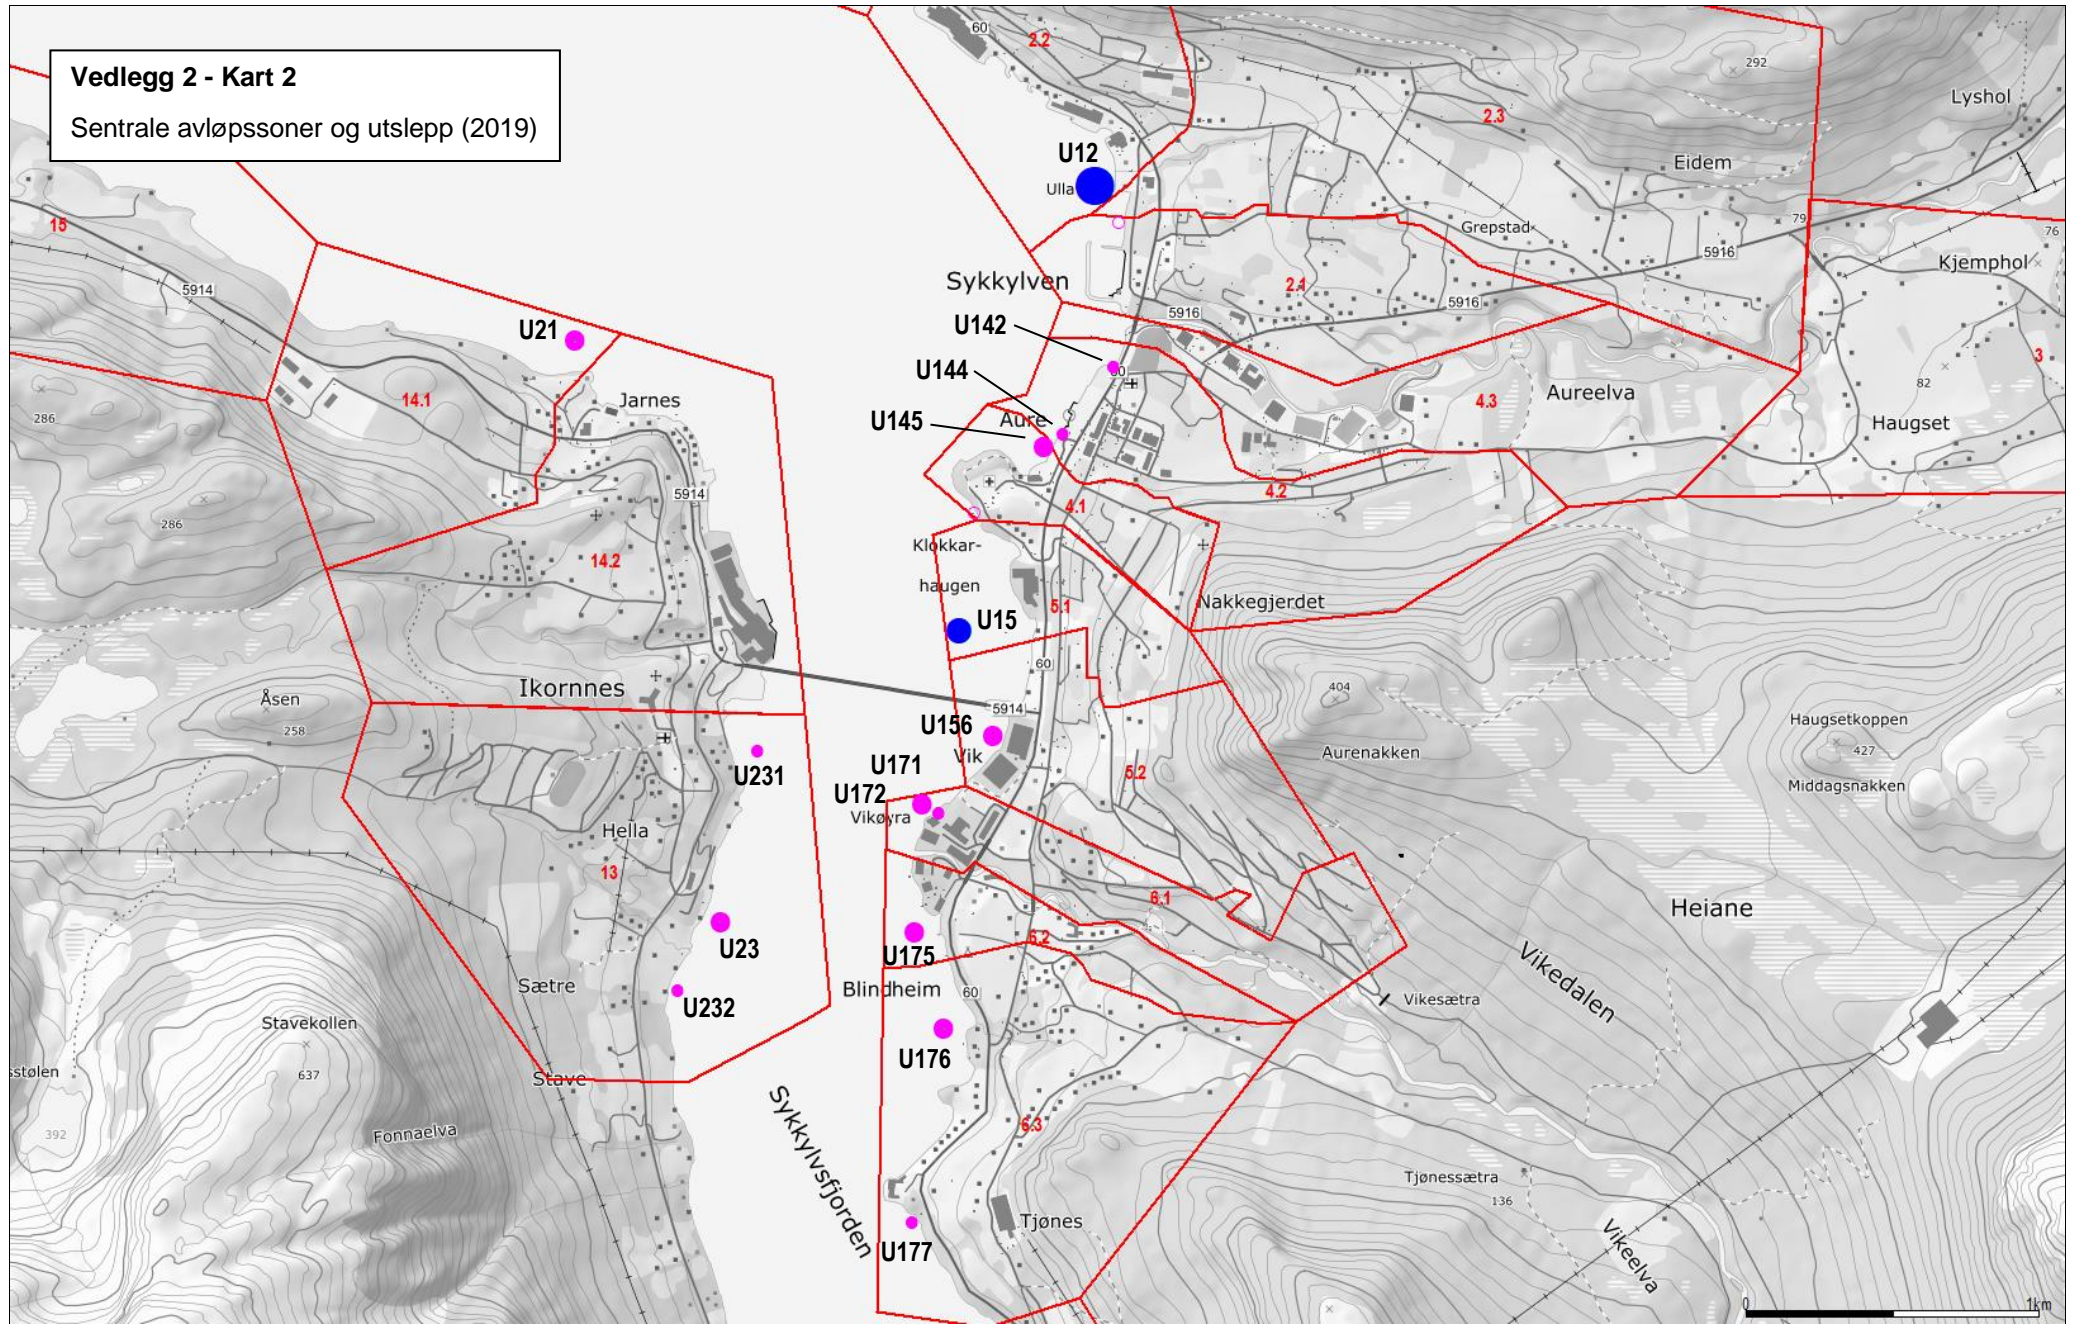 Vedlegg 2 - Kart 2
Sentrale avløpssoner og utslepp (2019)
60
2.2
292
Lyshol
2.3
U12
Ulla
Eidem
15
79
Grepstad
76
5916
Kjemphol
5914
Sykkylven
2.1
5916
5916
U21
U142
3
60
U144
82
14.1
Jarnes
Aureelva
4.3
286
Aure
U145
Haugset
5914
4.2
286
4.1
Klokkar-
haugen
14.2
5.1
Nakkegjerdet
U15
60
Ikornnes
404
Åsen
5914
258
Haugsetkoppen
U156
427
Aurenakken
Vik
U171
5.2
U231
Middagsnakken
U172
Vikøyra
Hella
13
6.1
Heiane
U23
6.2
U175
Vikedalen
Sætre
Blindheim
60
Vikesætra
U232
Stavekollen
U176
637
sstølen
Stave
6.3
392
Fonnaelva
Sykkylvsfjorden
Tjønessætra
136
Tjønes
U177
Vikeelva
0
1km